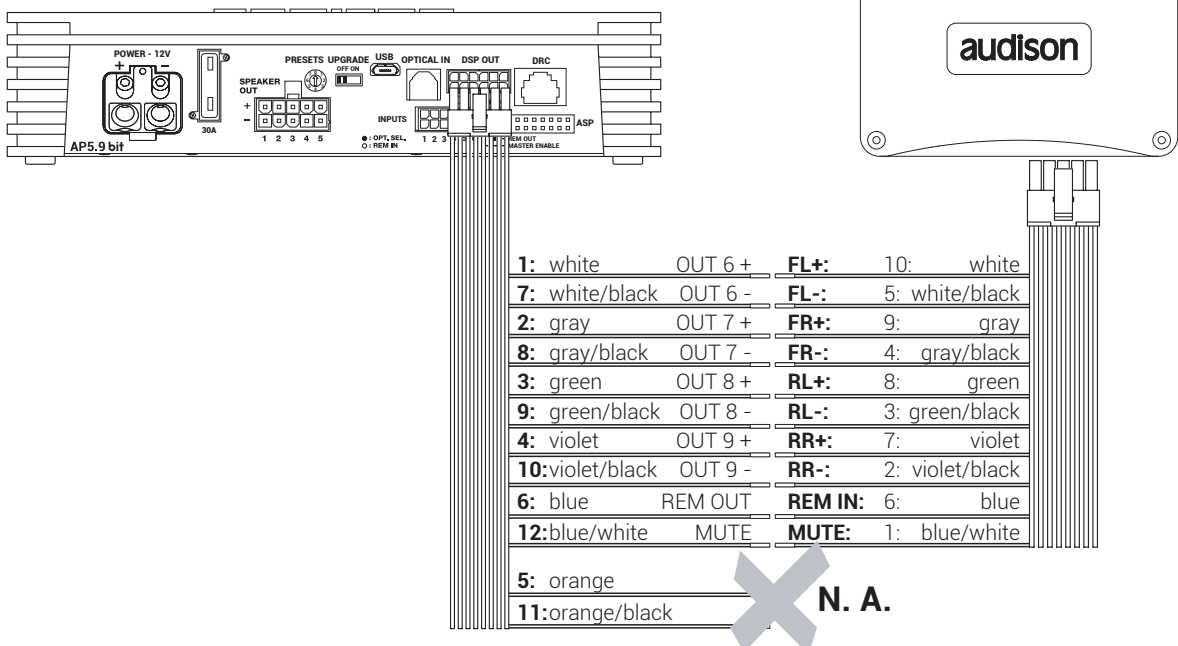 audison
POWER - 12V
+ -
30A
PRESETS UPGRADE USB OPTICAL IN DSP OUT DRC
OFF ON
SPEAKER
OUT
+
-
1 2 3 4 5
INPUTS
ASP
● : OPT. SEL.
○ : REM IN
1 2 3
REM OUT
MASTER ENABLE
AP5.9 bit
1: white OUT 6 + FL+: 10: white
7: white/black OUT 6 - FL-: 5: white/black
2: gray OUT 7 + FR+: 9: gray
8: gray/black OUT 7 - FR-: 4: gray/black
3: green OUT 8 + RL+: 8: green
9: green/black OUT 8 - RL-: 3: green/black
4: violet OUT 9 + RR+: 7: violet
10:violet/black OUT 9 - RR-: 2: violet/black
6: blue REM OUT REM IN: 6: blue
12:blue/white MUTE MUTE: 1: blue/white
5: orange
11:orange/black
N. A.